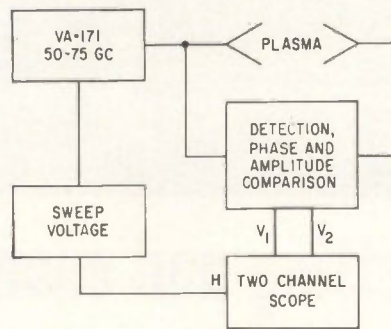 VA-171
50-75 GC
PLASMA
DETECTION,
PHASE AND
AMPLITUDE
COMPARISON
SWEEP
VOLTAGE
V1 V2
H
TWO CHANNEL
SCOPE